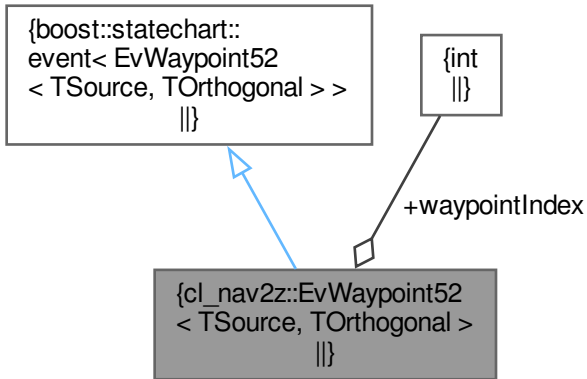 {boost::statechart::
event< EvWaypoint52
< TSource, TOrthogonal > >
||}
{int
||}
+waypointIndex
{cl_nav2z::EvWaypoint52
< TSource, TOrthogonal >
||}